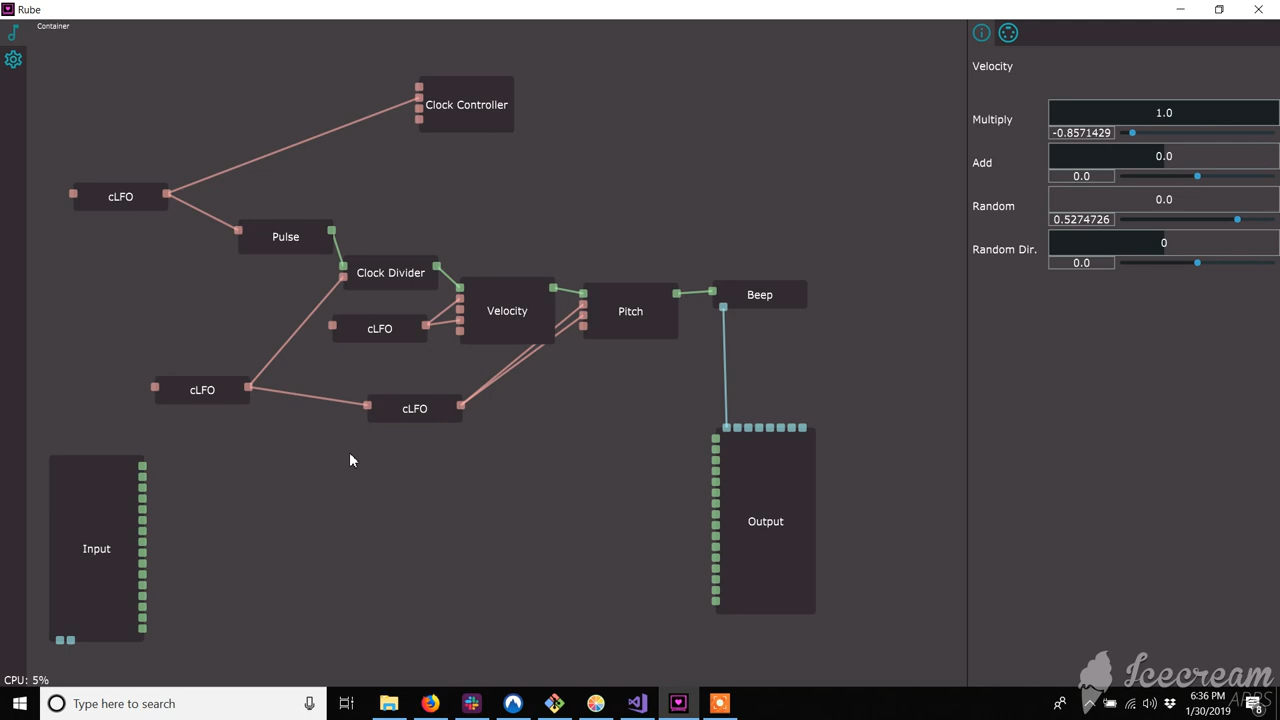 Rube
Container
Clock Controller
cLFO
Pulse
Clock Divider
Velocity
Pitch
Beep
cLFO
cLFO
cLFO
Input
Output
CPU: 5%
Velocity
Multiply
1.0
-0.8571429
Add
0.0
0.0
Random
0.0
0.5274726
Random Dir.
0
0.0
Icecream
APPS
Type here to search
6:36 PM
1/30/2019
8